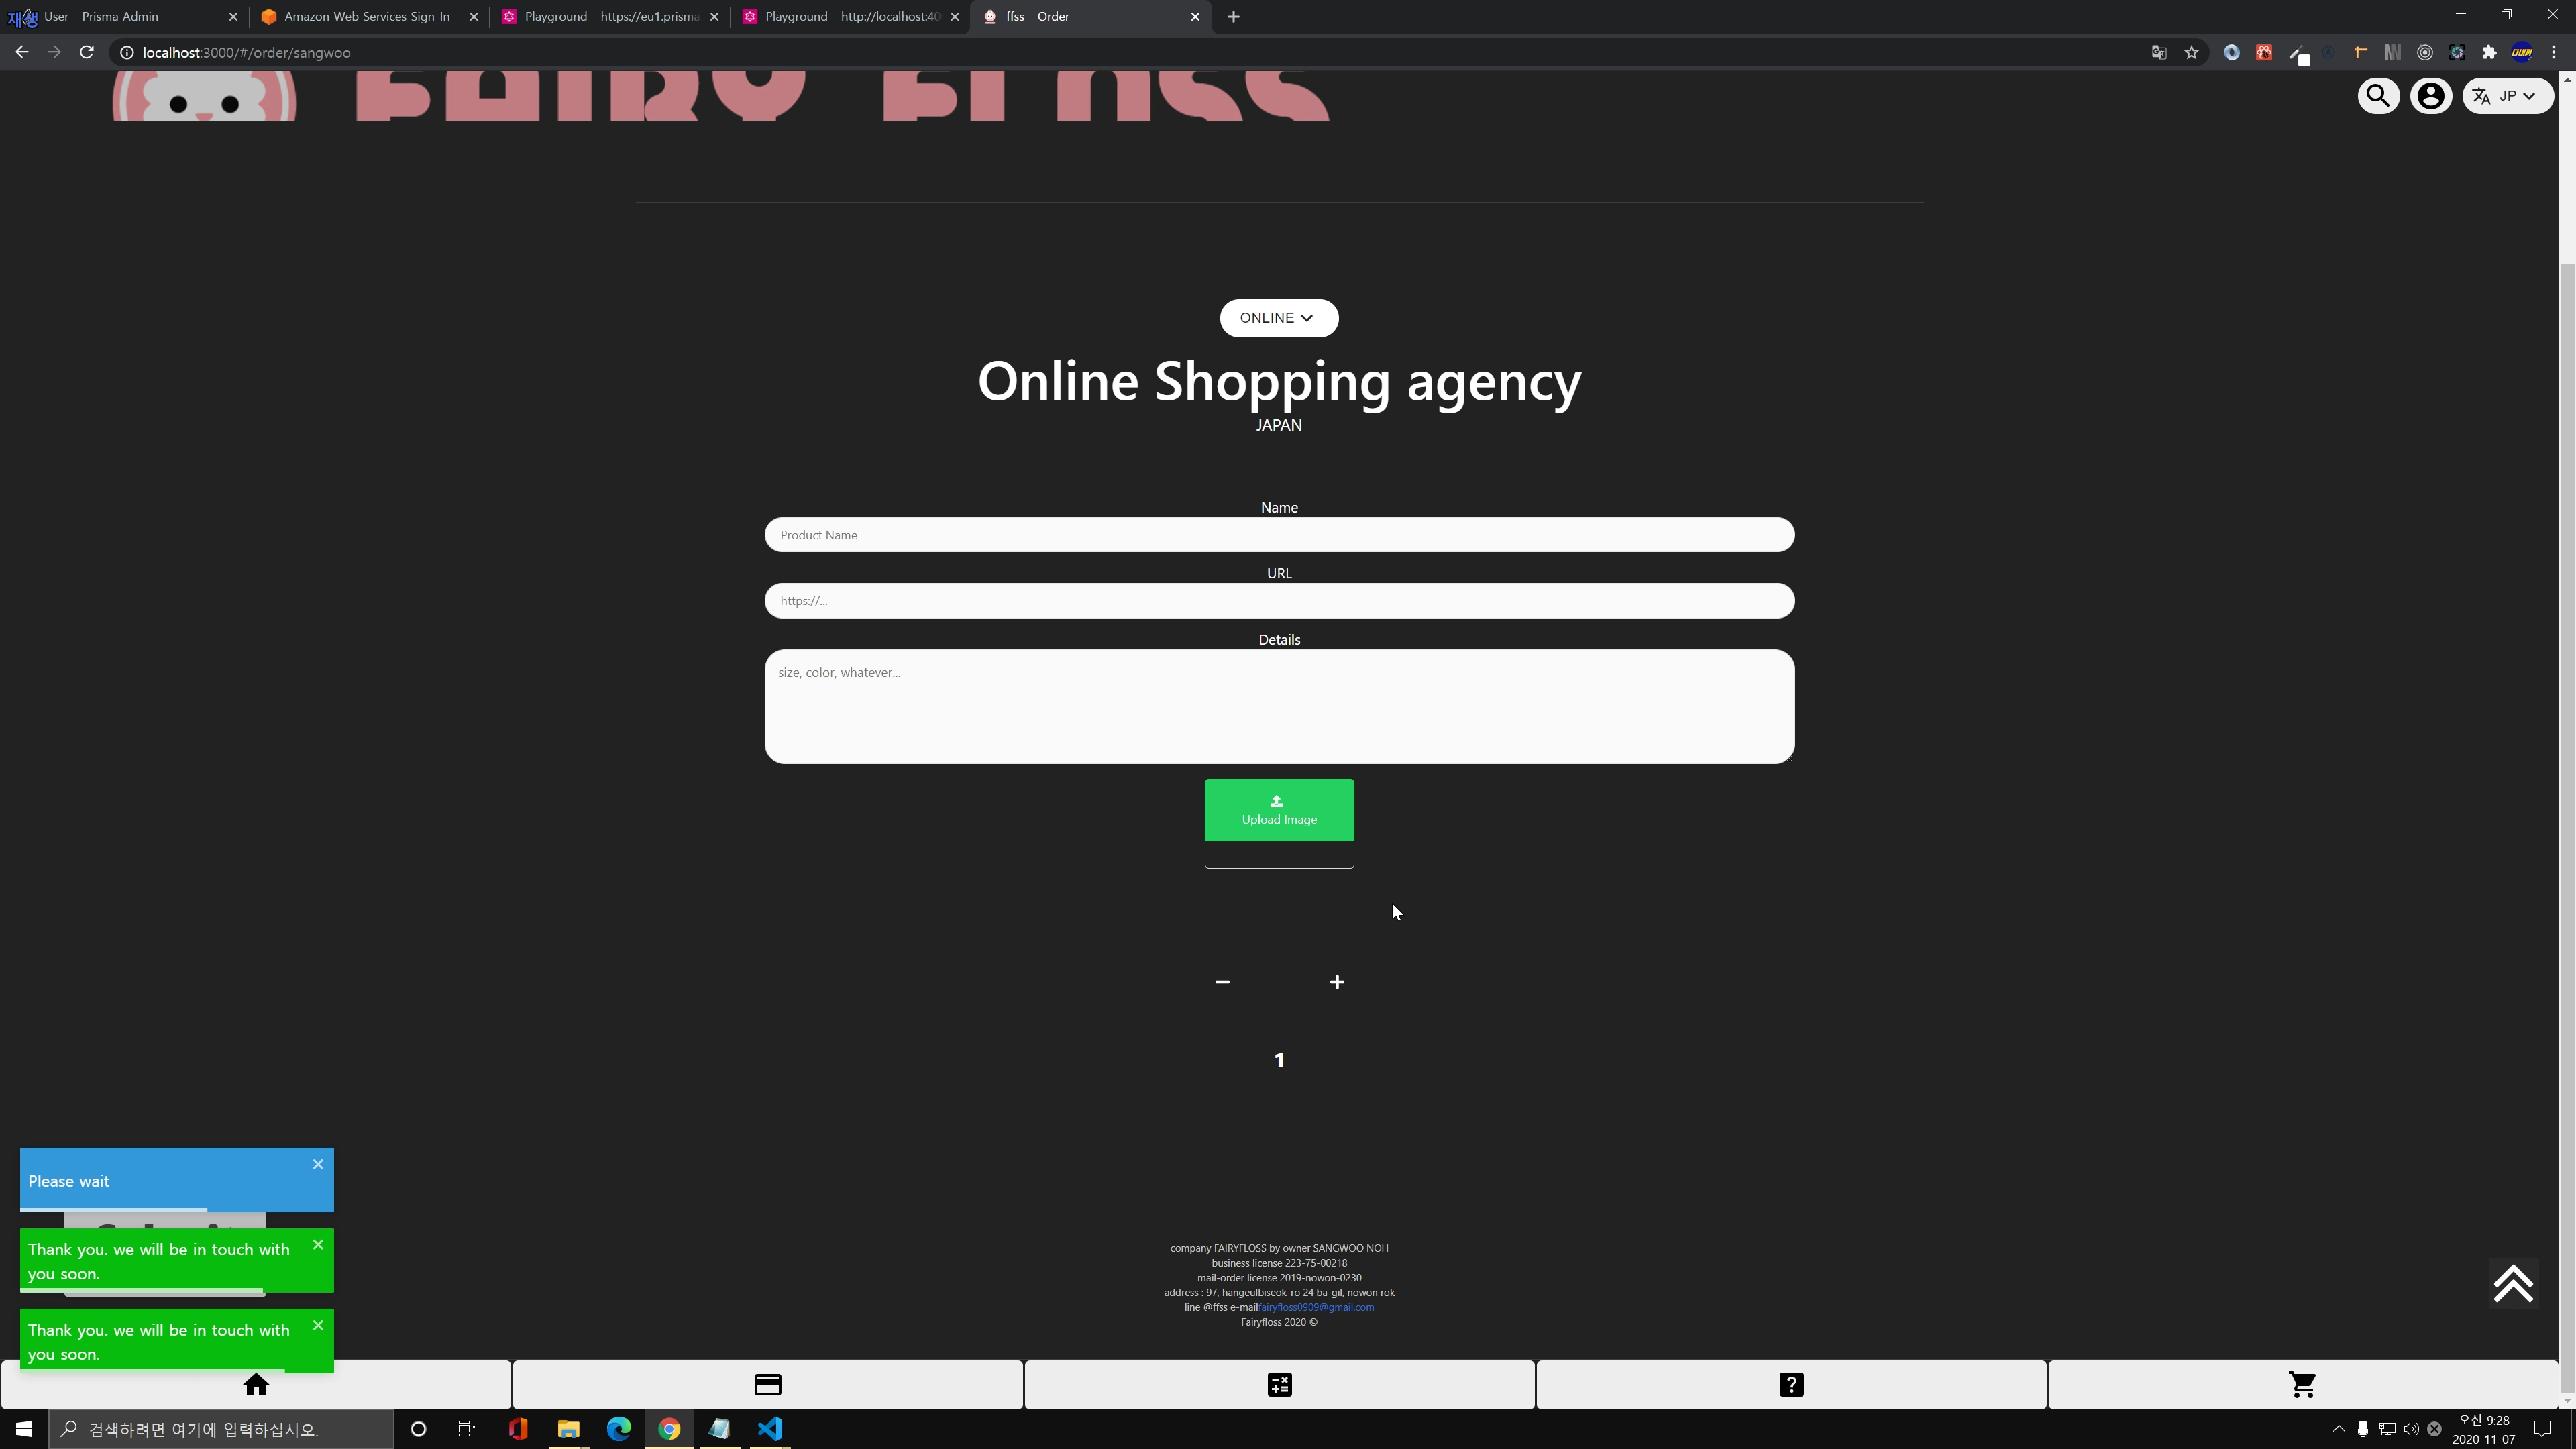 User - Prisma Admin
Amazon Web Services Sign-In
Playground - https://eu1.prisma
Playground - http://localhost:40
ffss - Order
localhost:3000/#/order/sangwoo
FAIRY FLOSS
JP
ONLINE
Online Shopping agency
JAPAN
Name
Product Name
URL
https://...
Details
size, color, whatever...
Upload Image
1
Please wait
Thank you. we will be in touch with
you soon.
Thank you. we will be in touch with
you soon.
company FAIRYFLOSS by owner SANGWOO NOH
business license 223-75-00218
mail-order license 2019-nowon-0230
address : 97, hangeulbiseok-ro 24 ba-gil, nowon rok
line @ffss e-mailfairyfloss0909@gmail.com
Fairyfloss 2020 ©
검색하려면 여기에 입력하십시오.
오전 9:28
2020-11-07